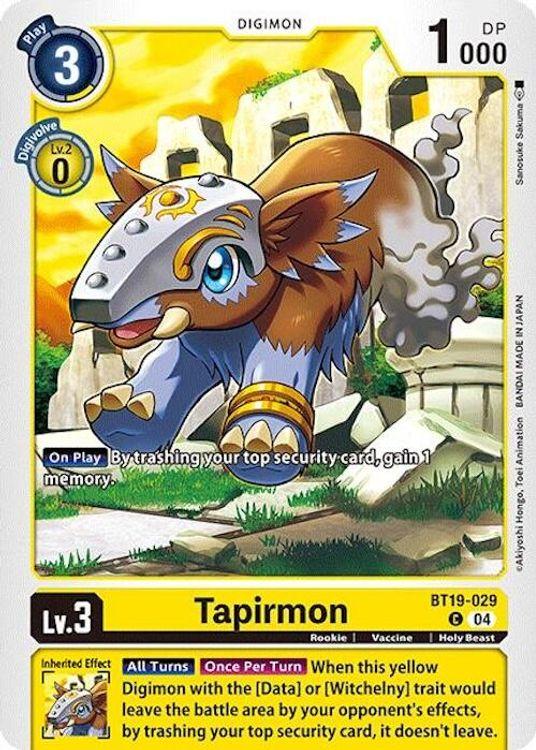 DIGIMON
Play
3
DP
1000
Digivolve
Lv.2
0
Sanosuke Sakuma
©Akiyoshi Hongo, Toei Animation BANDAI MADE IN JAPAN
On Play By trashing your top security card, gain 1
memory.
Lv.3
Tapirmon
BT19-029
C 04
Rookie | Vaccine | Holy Beast
Inherited Effect
All Turns Once Per Turn When this yellow
Digimon with the [Data] or [Witchelny] trait would
leave the battle area by your opponent's effects,
by trashing your top security card, it doesn't leave.